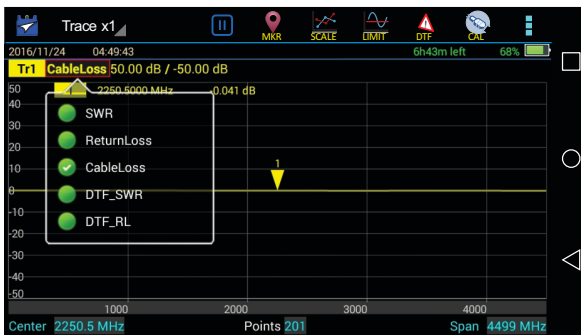 Trace x1
MKR SCALE LIMIT DTF CAL
2016/11/24 04:49:43 6h43m left 68%
Tr1 CableLoss 50.00 dB / -50.00 dB
50 1 2250.5000 MHz -0.041 dB
40
SWR
30
ReturnLoss
20
CableLoss
10
1
0
DTF_SWR
-10
DTF_RL
-20
-30
-40
-50
1000 2000 3000 4000
Center 2250.5 MHz Points 201 Span 4499 MHz